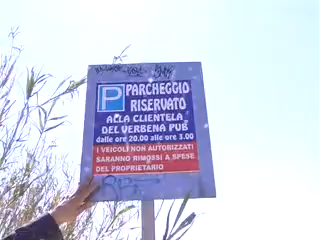 P PARCHEGGIO
RISERVATO
ALLA CLIENTELA
DEL VERBENA PUB
dalle ore 20.00 alle ore 3.00
I VEICOLI NON AUTORIZZATI
SARANNO RIMOSSI A SPESE
DEL PROPRIETARIO